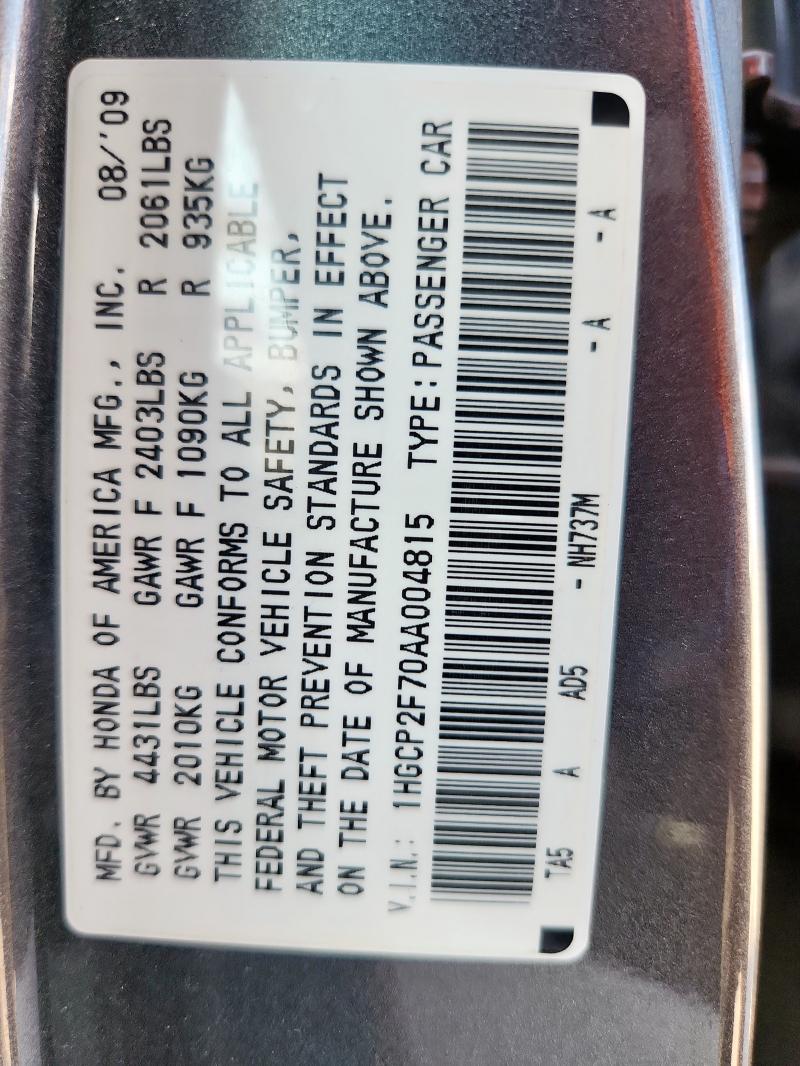 MFD. BY HONDA OF AMERICA MFG., INC. 08/'09
GVWR 4431LBS GAWR F 2403LBS R 2061LBS
GVWR 2010KG GAWR F 1090KG R 935KG
THIS VEHICLE CONFORMS TO ALL APPLICABLE
FEDERAL MOTOR VEHICLE SAFETY, BUMPER,
AND THEFT PREVENTION STANDARDS IN EFFECT
ON THE DATE OF MANUFACTURE SHOWN ABOVE.
V.I.N.: 1HGCP2F70AA004815 TYPE: PASSENGER CAR
TA5 A AD5 - NH737M - A - A